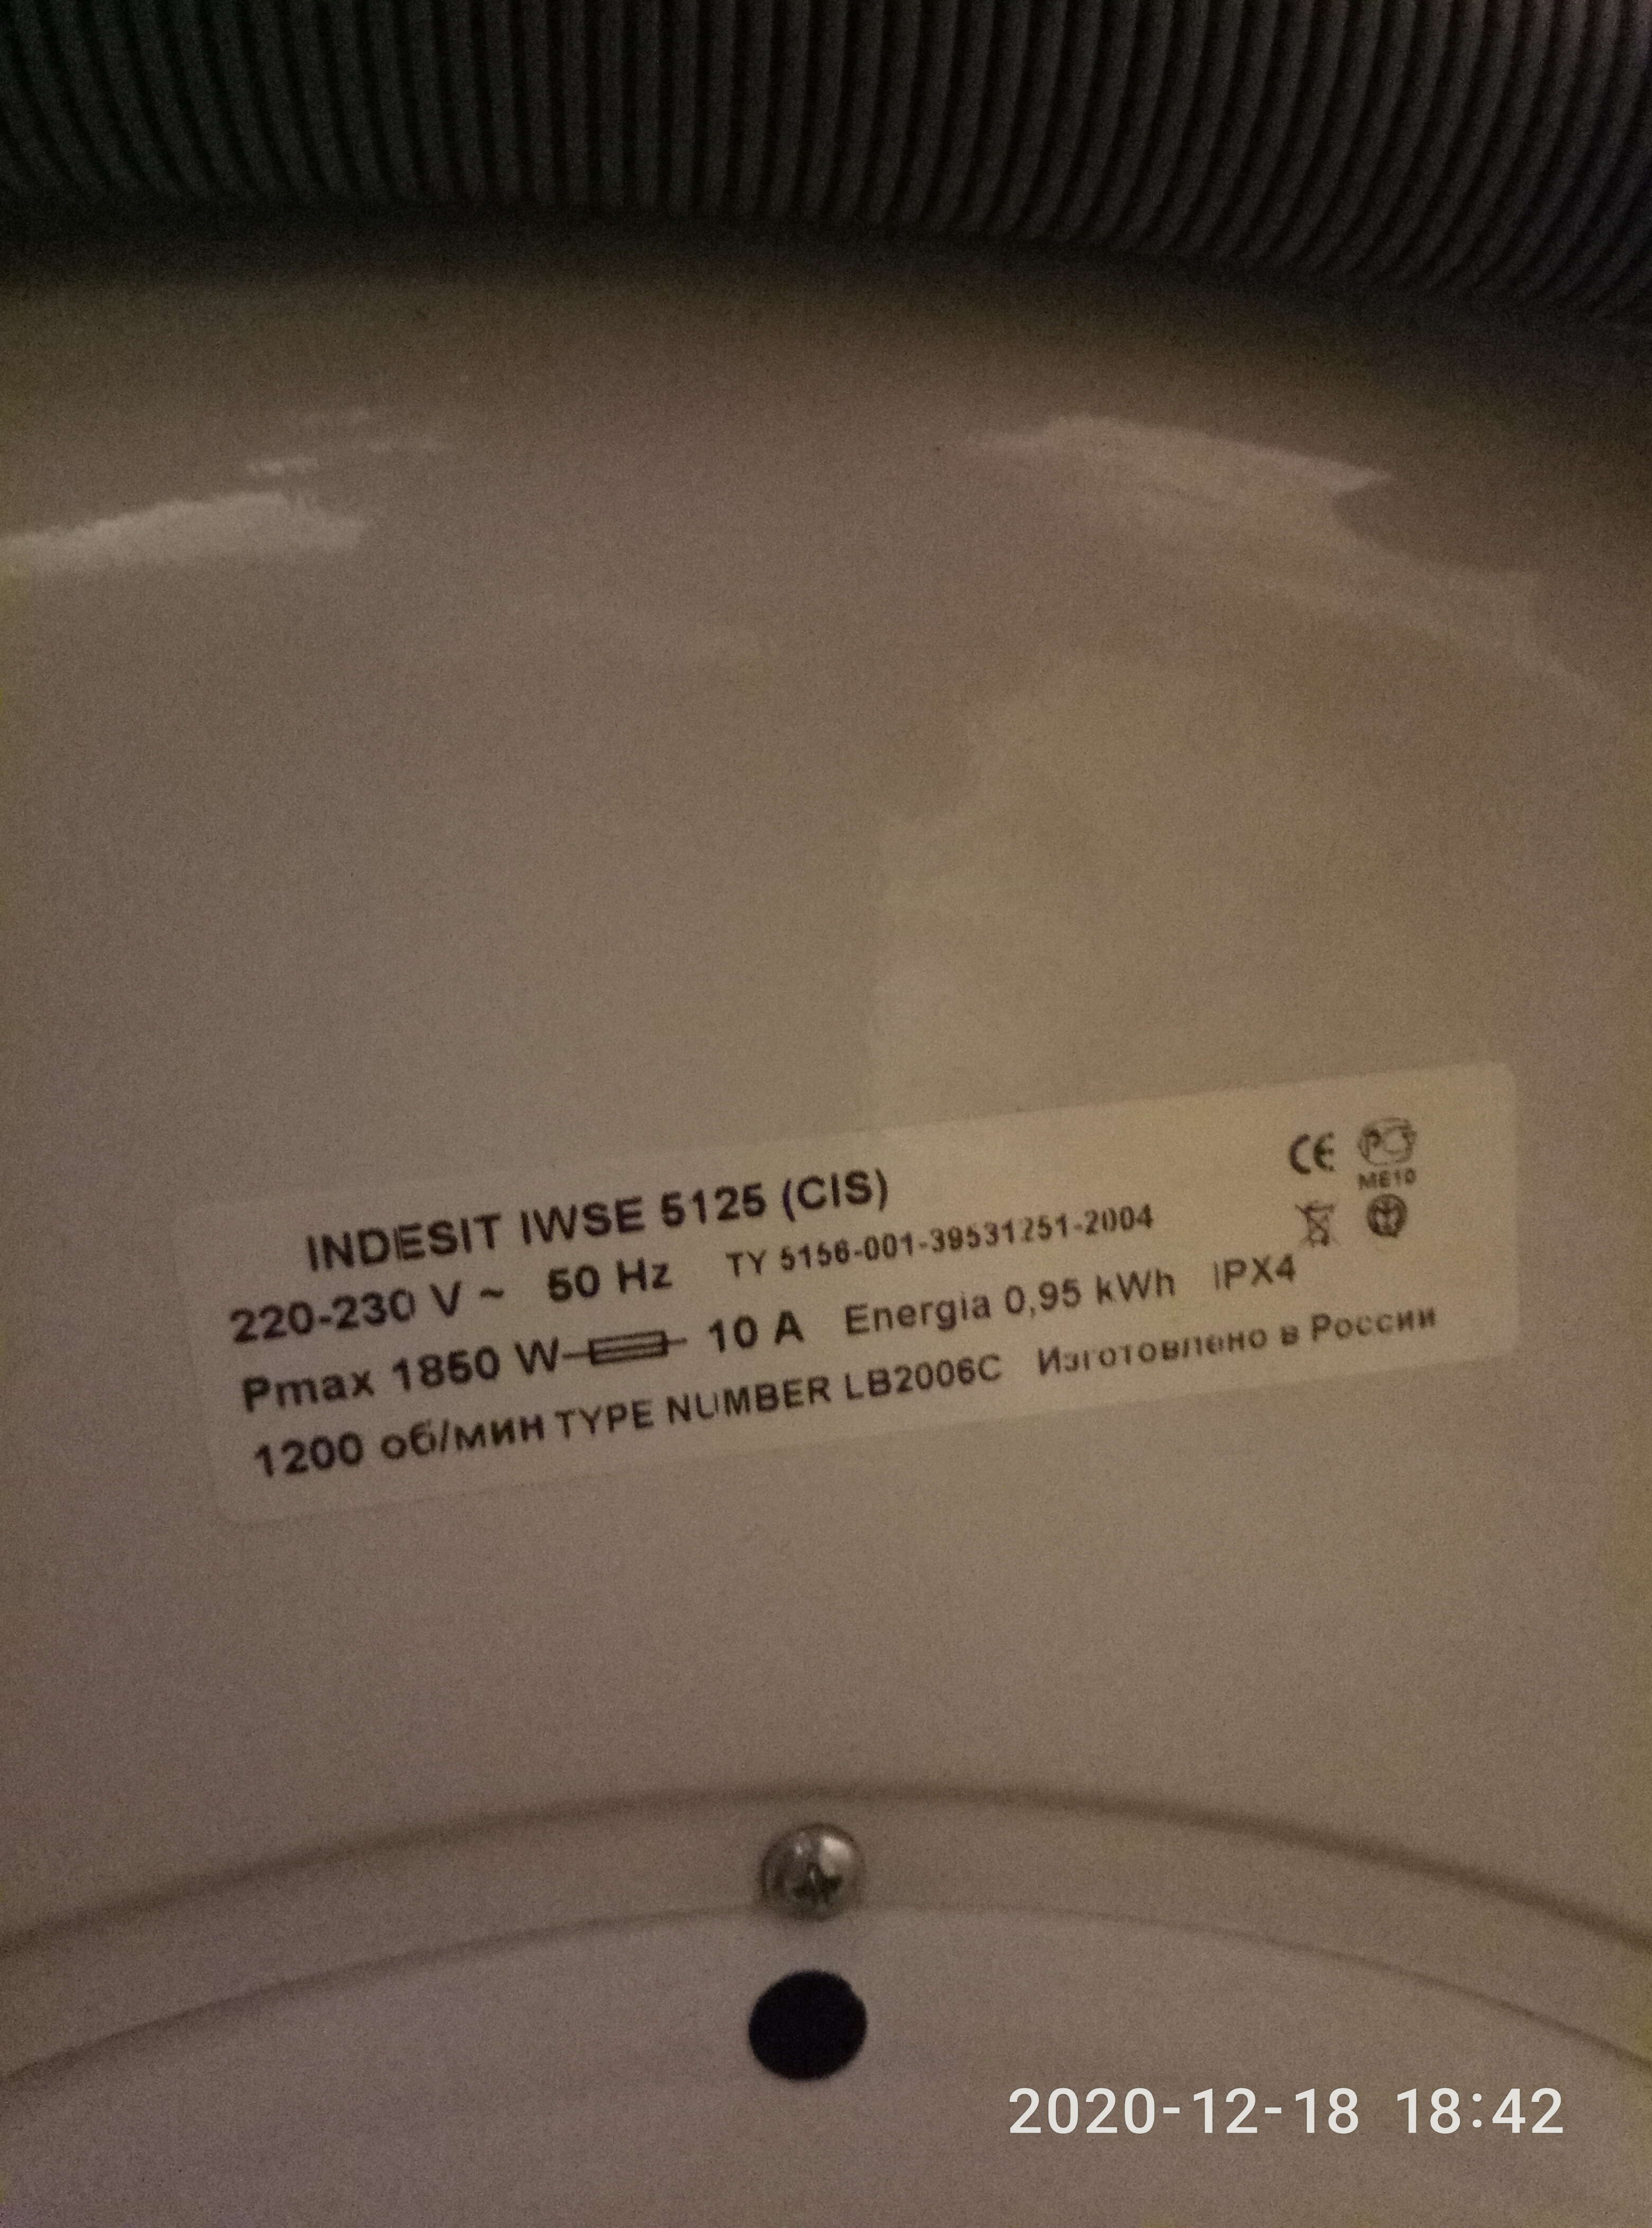 INDESIT IWSE 5125 (CIS)
CE PC
ME10
220-230 V ~ 50 Hz TY 5156-001-39531251-2004
Pmax 1850 W 10 A Energia 0,95 kWh IPX4
1200 об/мин TYPE NUMBER LB2006C Изготовлено в России
2020-12-18 18:42